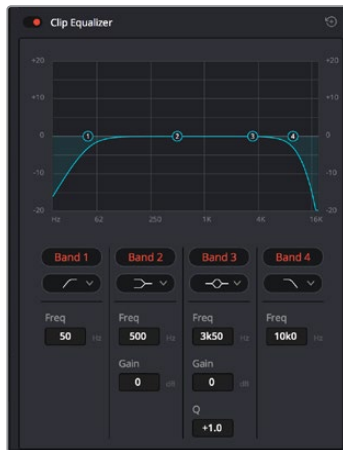 Clip Equalizer
+20 +20
+10 +10
0 0
-10 -10
-20 -20
Hz 62 250 1K 4K 16K
1 2 3 4
Band 1 Band 2 Band 3 Band 4
Freq Freq Freq Freq
50 Hz 500 Hz 3k50 Hz 10k0 Hz
Gain Gain
0 dB 0 dB
Q
+1.0